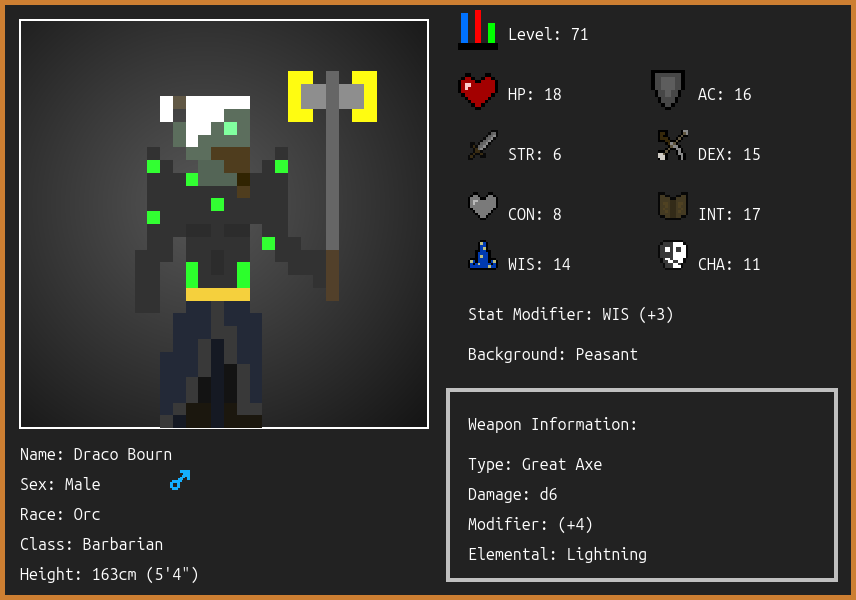 Level: 71
HP: 18
AC: 16
STR: 6
DEX: 15
CON: 8
INT: 17
WIS: 14
CHA: 11
Stat Modifier: WIS (+3)
Background: Peasant
Weapon Information:
Type: Great Axe
Damage: d6
Modifier: (+4)
Elemental: Lightning
Name: Draco Bourn
Sex: Male
Race: Orc
Class: Barbarian
Height: 163cm (5'4")